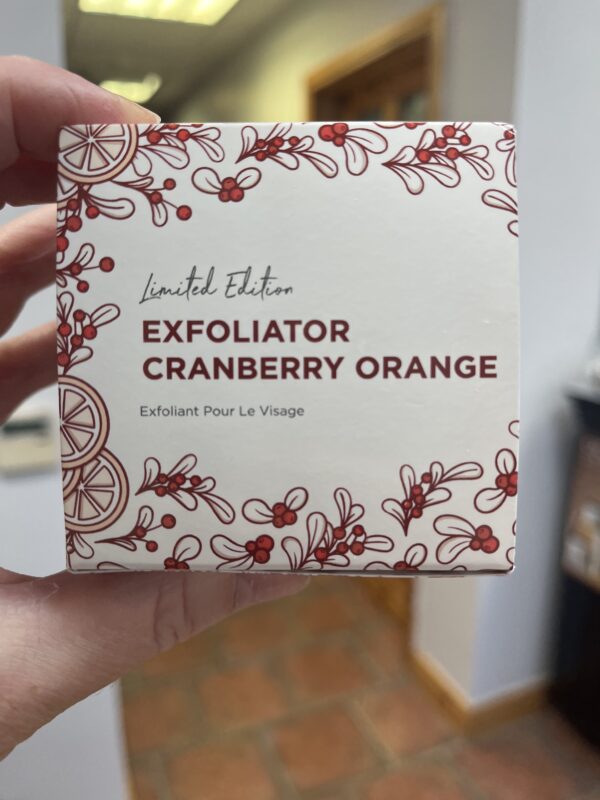 Limited Edition
EXFOLIATOR
CRANBERRY ORANGE
Exfoliant Pour Le Visage